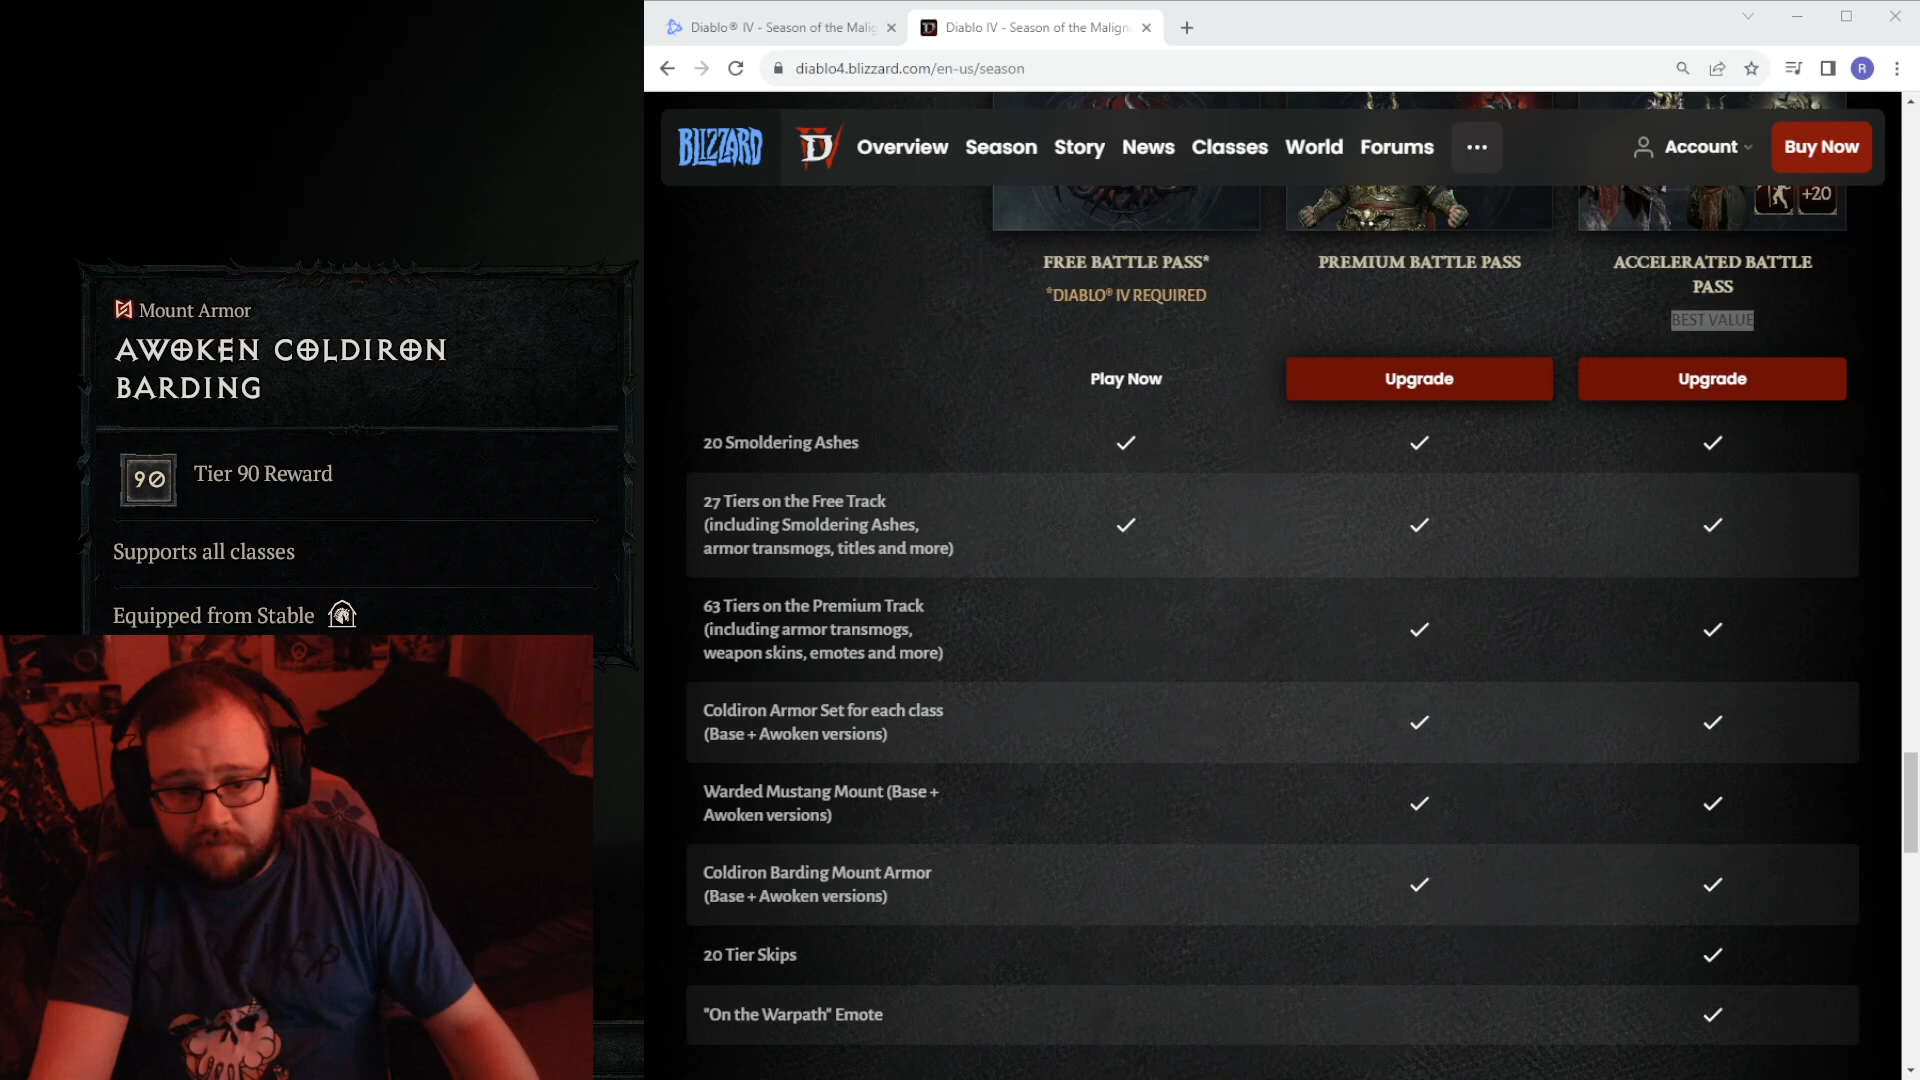 Diablo® IV - Season of the Malig
Diablo IV - Season of the Malign
diablo4.blizzard.com/en-us/season
R
BLIZZARD
D
Overview
Season
Story
News
Classes
World
Forums
Account
Buy Now
+20
FREE BATTLE PASS*
*DIABLO® IV REQUIRED
PREMIUM BATTLE PASS
ACCELERATED BATTLE
PASS
BEST VALUE
Play Now
Upgrade
Upgrade
20 Smoldering Ashes
27 Tiers on the Free Track
(including Smoldering Ashes,
armor transmogs, titles and more)
63 Tiers on the Premium Track
(including armor transmogs,
weapon skins, emotes and more)
Coldiron Armor Set for each class
(Base + Awoken versions)
Warded Mustang Mount (Base +
Awoken versions)
Coldiron Barding Mount Armor
(Base + Awoken versions)
20 Tier Skips
"On the Warpath" Emote
Mount Armor
AWOKEN COLDIRON
BARDING
90
Tier 90 Reward
Supports all classes
Equipped from Stable